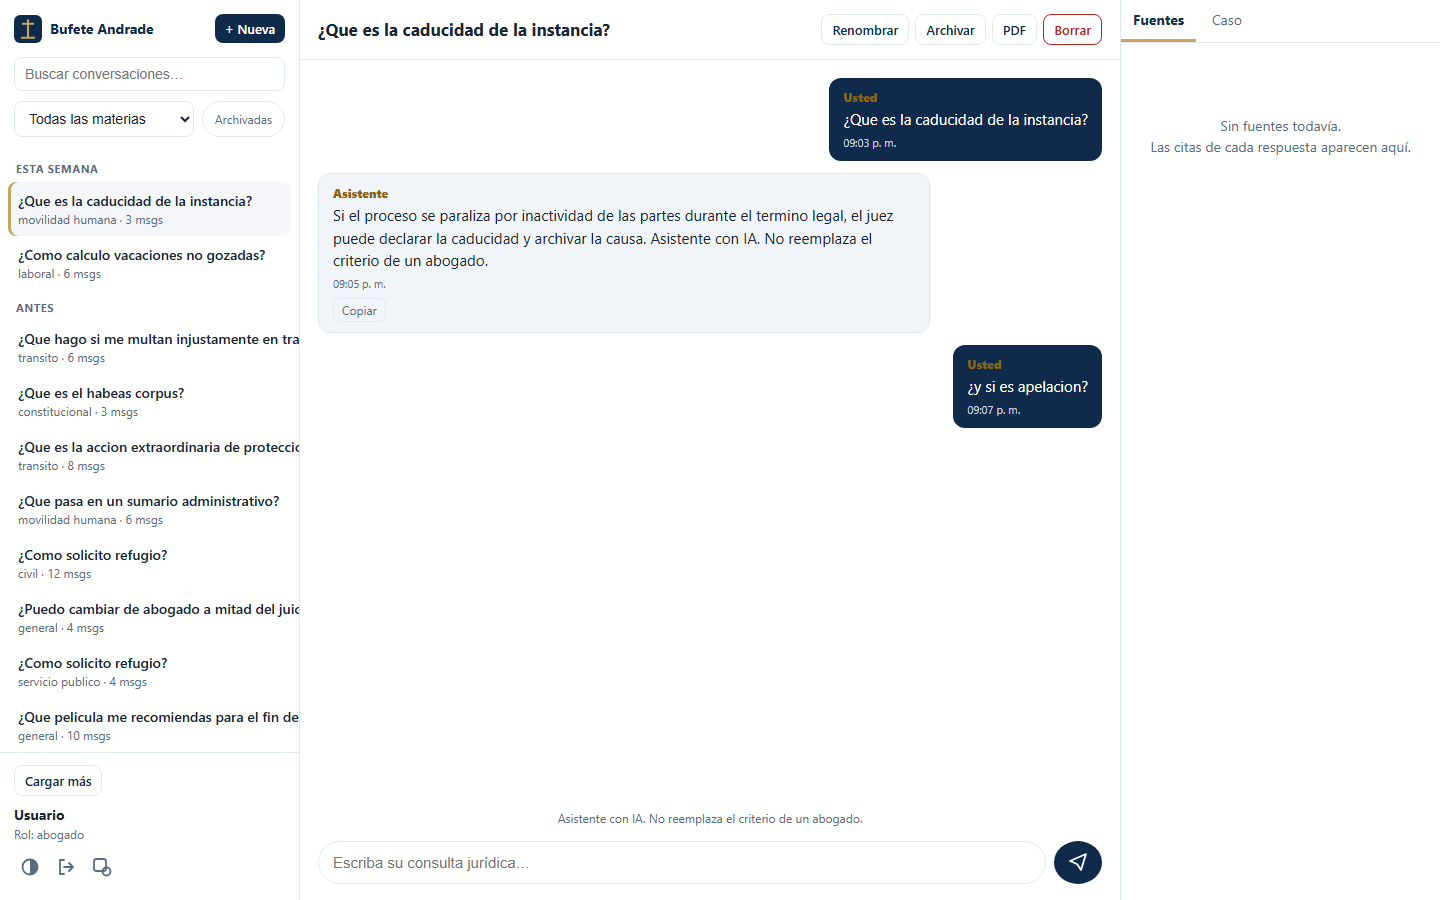 Bufete Andrade
+ Nueva
Buscar conversaciones...
Todas las materias
Archivadas
ESTA SEMANA
¿Que es la caducidad de la instancia?
movilidad humana · 3 msgs
¿Como calculo vacaciones no gozadas?
laboral · 6 msgs
ANTES
¿Que hago si me multan injustamente en tra
transito · 6 msgs
¿Que es el habeas corpus?
constitucional · 3 msgs
¿Que es la accion extraordinaria de protecció
transito · 8 msgs
¿Que pasa en un sumario administrativo?
movilidad humana · 6 msgs
¿Como solicito refugio?
civil · 12 msgs
¿Puedo cambiar de abogado a mitad del juic
general · 4 msgs
¿Como solicito refugio?
servicio publico · 4 msgs
¿Que pelicula me recomiendas para el fin de
general · 10 msgs
Cargar más
Usuario
Rol: abogado
¿Que es la caducidad de la instancia?
Renombrar
Archivar
PDF
Borrar
Usted
¿Que es la caducidad de la instancia?
09:03 p. m.
Asistente
Si el proceso se paraliza por inactividad de las partes durante el termino legal, el juez
puede declarar la caducidad y archivar la causa. Asistente con IA. No reemplaza el
criterio de un abogado.
09:05 p. m.
Copiar
Usted
¿y si es apelacion?
09:07 p. m.
Asistente con IA. No reemplaza el criterio de un abogado.
Escriba su consulta jurídica...
Fuentes
Caso
Sin fuentes todavía.
Las citas de cada respuesta aparecen aquí.